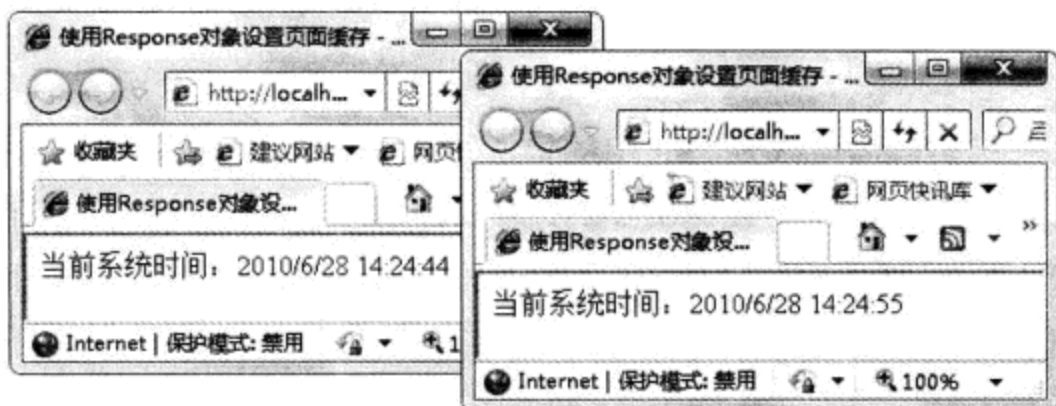 使用Response对象设置页面缓存 - ...
http://localh...
收藏夹
建议网站
使用Response对象设...
当前系统时间：2010/6/28 14:24:44
Internet | 保护模式: 禁用
使用Response对象设置页面缓存 - ...
http://localh...
收藏夹
建议网站
网页快讯库
使用Response对象设...
»
当前系统时间：2010/6/28 14:24:55
Internet | 保护模式: 禁用
100%